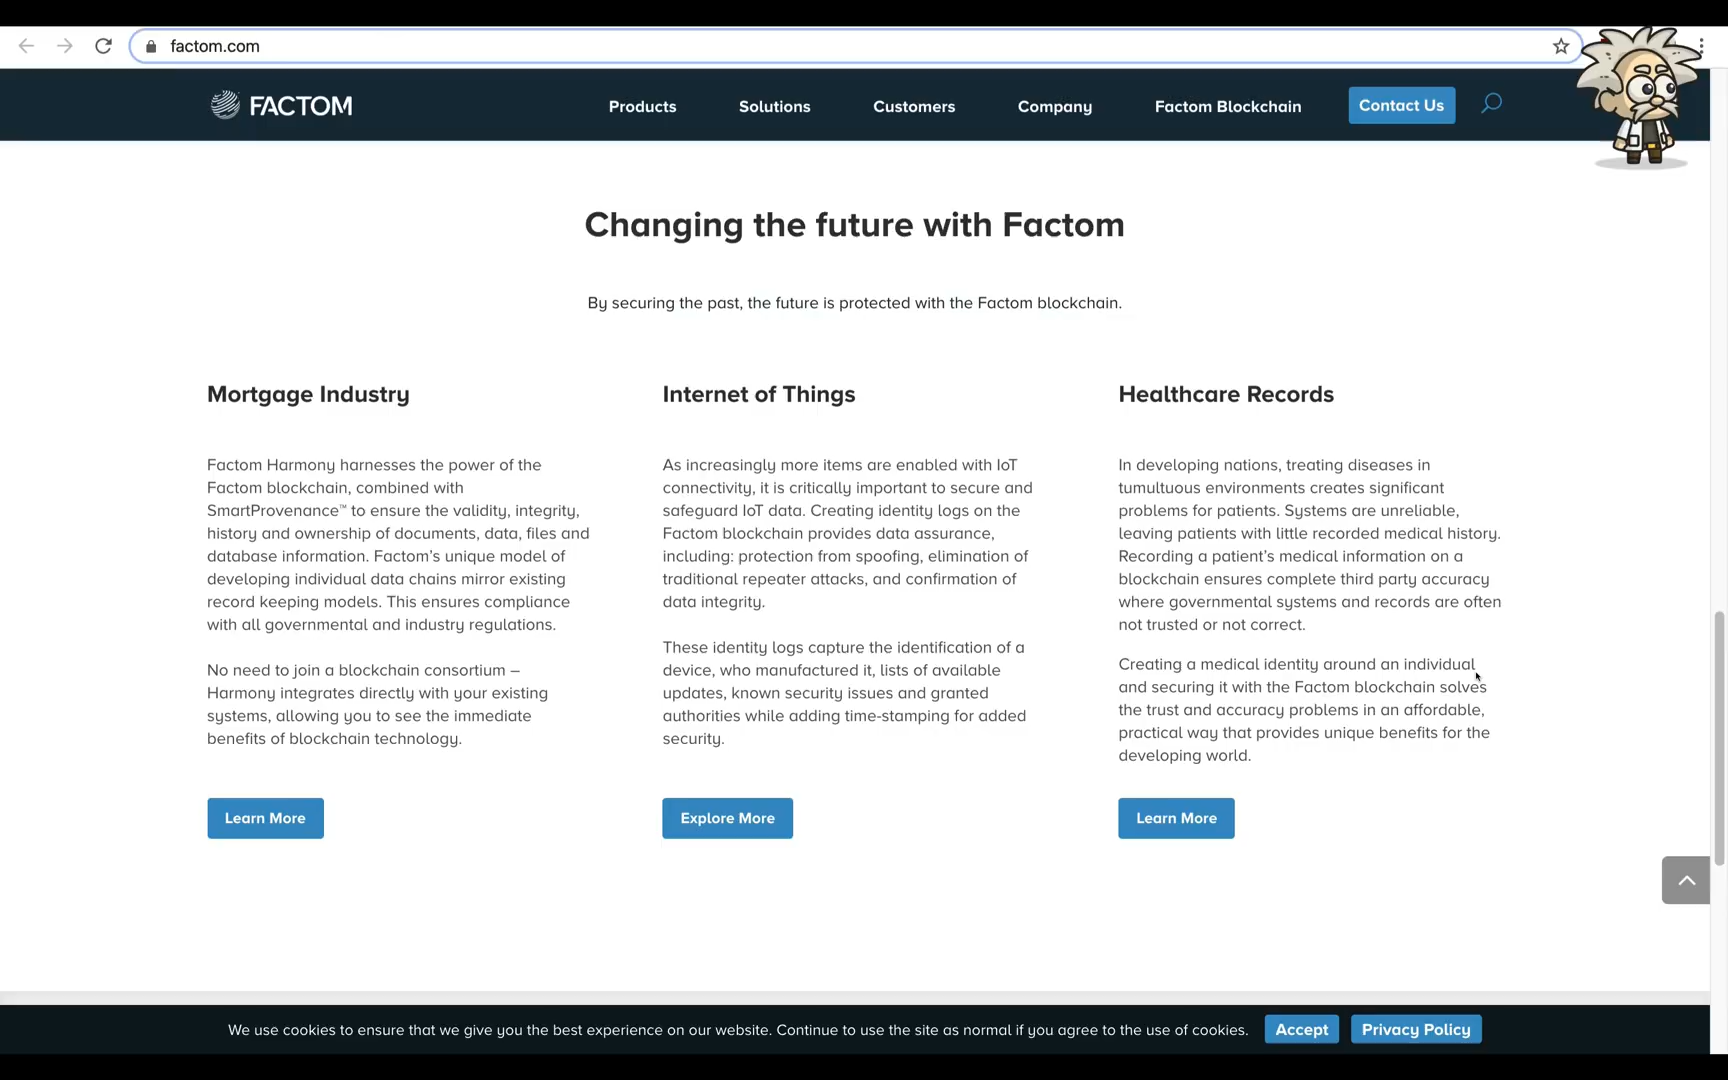 factom.com
FACTOM
Products
Solutions
Customers
Company
Factom Blockchain
Contact Us
Changing the future with Factom
By securing the past, the future is protected with the Factom blockchain.
Mortgage Industry
Factom Harmony harnesses the power of the
Factom blockchain, combined with
SmartProvenance™ to ensure the validity, integrity,
history and ownership of documents, data, files and
database information. Factom's unique model of
developing individual data chains mirror existing
record keeping models. This ensures compliance
with all governmental and industry regulations.
No need to join a blockchain consortium –
Harmony integrates directly with your existing
systems, allowing you to see the immediate
benefits of blockchain technology.
Learn More
Internet of Things
As increasingly more items are enabled with IoT
connectivity, it is critically important to secure and
safeguard IoT data. Creating identity logs on the
Factom blockchain provides data assurance,
including: protection from spoofing, elimination of
traditional repeater attacks, and confirmation of
data integrity.
These identity logs capture the identification of a
device, who manufactured it, lists of available
updates, known security issues and granted
authorities while adding time-stamping for added
security.
Explore More
Healthcare Records
In developing nations, treating diseases in
tumultuous environments creates significant
problems for patients. Systems are unreliable,
leaving patients with little recorded medical history.
Recording a patient's medical information on a
blockchain ensures complete third party accuracy
where governmental systems and records are often
not trusted or not correct.
Creating a medical identity around an individual
and securing it with the Factom blockchain solves
the trust and accuracy problems in an affordable,
practical way that provides unique benefits for the
developing world.
Learn More
We use cookies to ensure that we give you the best experience on our website. Continue to use the site as normal if you agree to the use of cookies.
Accept
Privacy Policy